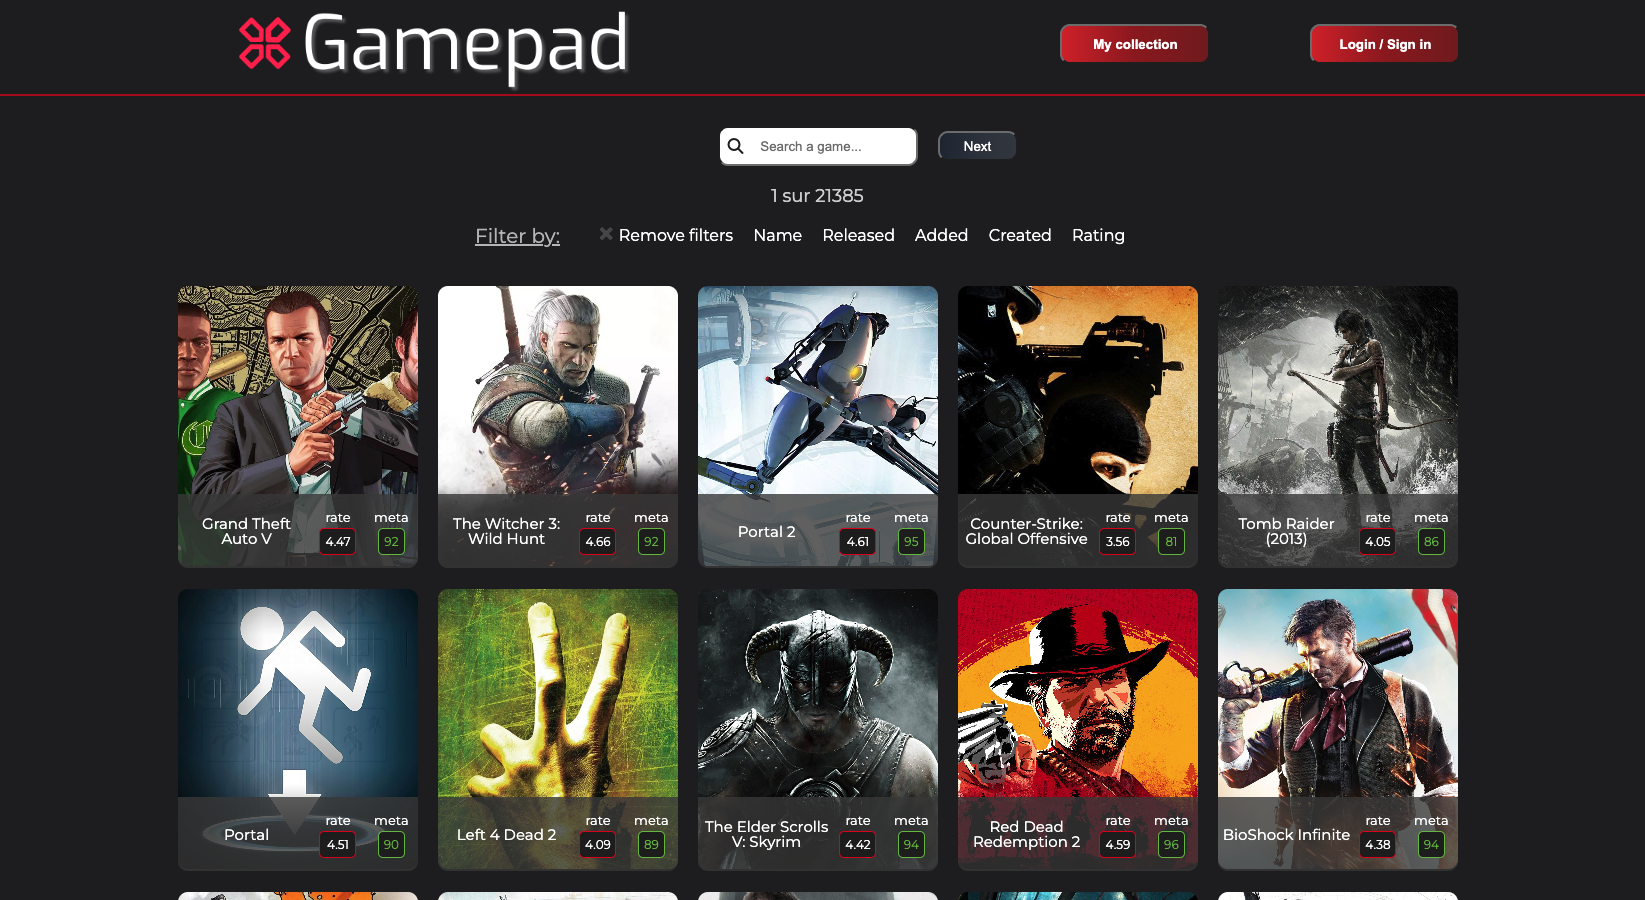 Gamepad
My collection
Login / Sign in
Search a game...
Next
1 sur 21385
Filter by:
Remove filters
Name
Released
Added
Created
Rating
Grand Theft
Auto V
rate
meta
4.47
92
The Witcher 3:
Wild Hunt
rate
meta
4.66
92
Portal 2
rate
meta
4.61
95
Counter-Strike:
Global Offensive
rate
meta
3.56
81
Tomb Raider
(2013)
rate
meta
4.05
86
Portal
rate
meta
4.51
90
Left 4 Dead 2
rate
meta
4.09
89
The Elder Scrolls
V: Skyrim
rate
meta
4.42
94
Red Dead
Redemption 2
rate
meta
4.59
96
BioShock Infinite
rate
meta
4.38
94